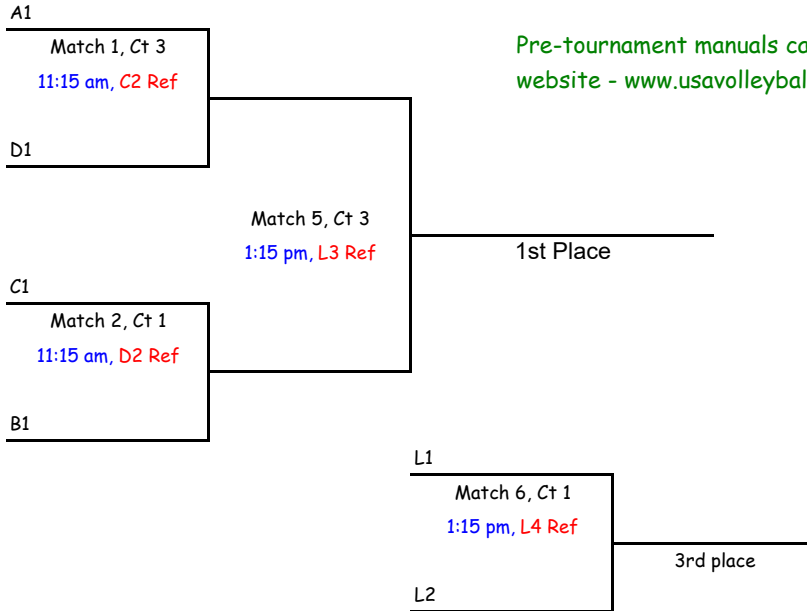 A1
Match 1, Ct 3
11:15 am, C2 Ref
D1
Pre-tournament manuals
website -
Match 5, Ct 3
1:15 pm, L3 Ref
1st Place
C1
Match 2, Ct 1
11:15 am, D2 Ref
B1
L1
Match 6, Ct 1
1:15 pm, L4 Ref
3rd place
L2